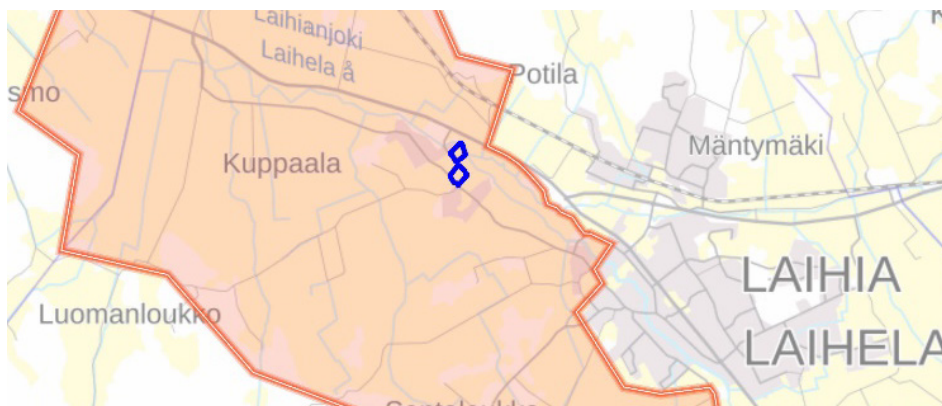 Laihianjoki
Laihela å
Potila
smo
Kuppaala
Mäntymäki
LAIHIA
LAIHELA
Luomanloukko